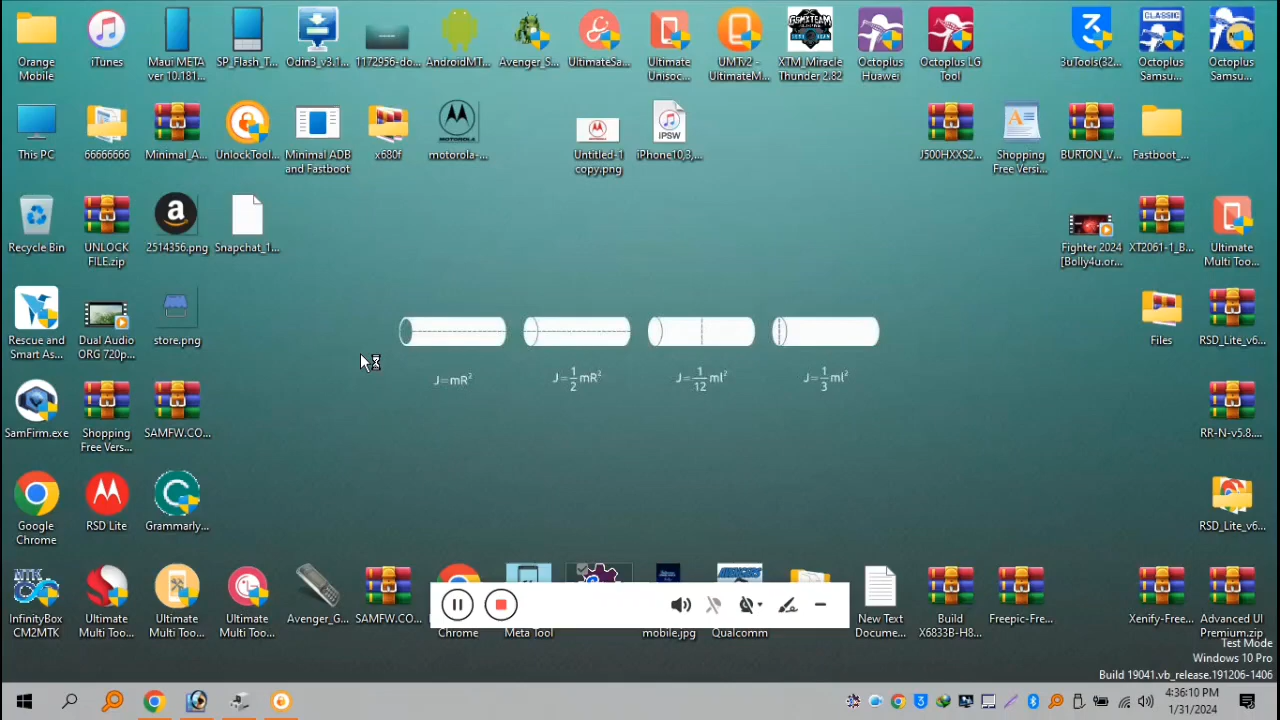 Orange
Mobile
iTunes
Maui META
ver 10.181...
SP_Flash_T...
Odin3_v3.1...
1172956-do...
AndroidMT...
Avenger_S...
UltimateSa...
Ultimate
Unisoc...
UMTv2 -
UltimateM...
XTM_Miracle
Thunder 2.82
Octoplus
Huawei
Octoplus LG
Tool
3uTools(32...
CLASSIC
Octoplus
Samsu...
Octoplus
Samsu...
This PC
66666666
Minimal_A...
UnlockTool...
Minimal ADB
and Fastboot
x680f
MOTOROLA
motorola-...
Untitled-1
copy.png
IPSW
iPhone10,3,...
J500HXXS2...
Shopping
Free Versi...
BURTON_V...
Fastboot_...
Recycle Bin
UNLOCK
FILE.zip
2514356.png
Snapchat_1...
Fighter 2024
[Bolly4u.or...
XT2061-1_B...
Ultimate
Multi Too...
Rescue and
Smart As...
Dual Audio
ORG 720p...
store.png
J=mR²
J=1/2 mR²
J=1/12 ml²
J=1/3 ml²
Files
RSD_Lite_v6...
SamFirm.exe
Shopping
Free Vers...
SAMFW.CO...
RR-N-v5.8....
Google
Chrome
RSD Lite
Grammarly...
RSD_Lite_v6...
InfinityBox
CM2MTK
Ultimate
Multi Too...
Ultimate
Multi Too...
Ultimate
Multi Too...
Avenger_G...
SAMFW.CO...
Chrome
Meta Tool
mobile.jpg
Qualcomm
New Text
Docume...
Build
X6833B-H8...
Freepic-Fre...
Xenify-Free...
Advanced UI
Premium.zip
Test Mode
Windows 10 Pro
Build 19041.vb_release.191206-1406
4:36:10 PM
1/31/2024